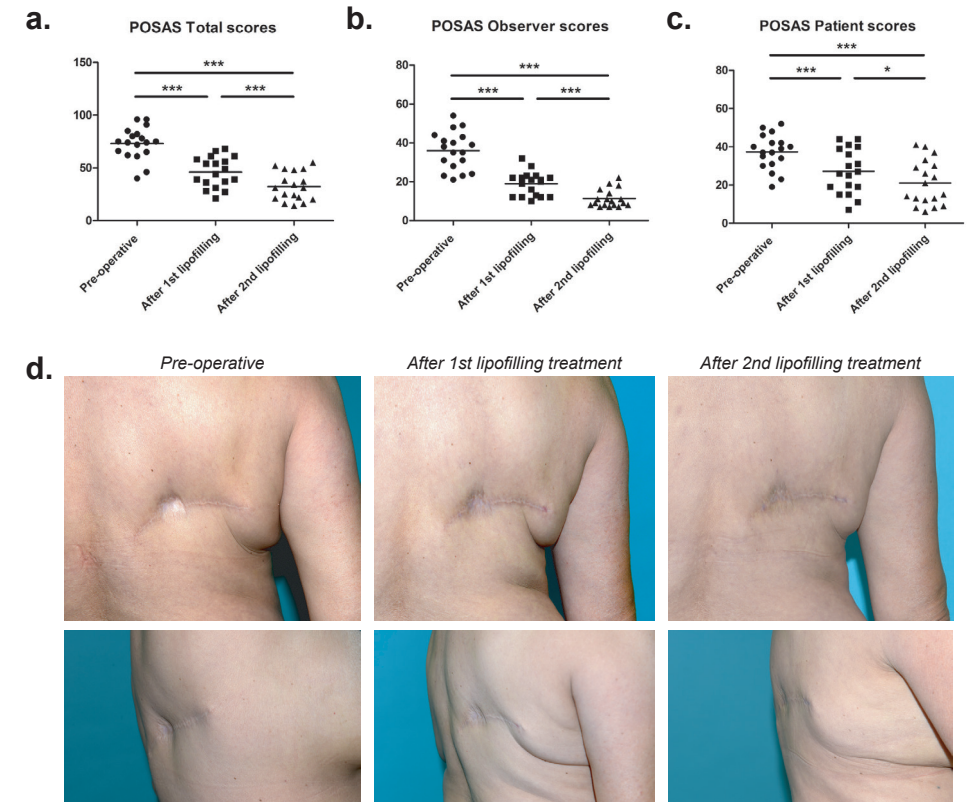 a.
POSAS Total scores
150
100
50
0
***
***
***
Pre-operative
After 1st lipofilling
After 2nd lipofilling
b.
POSAS Observer scores
80
60
40
20
0
***
***
***
Pre-operative
After 1st lipofilling
After 2nd lipofilling
c.
POSAS Patient scores
80
60
40
20
0
***
***
*
Pre-operative
After 1st lipofilling
After 2nd lipofilling
d.
Pre-operative
After 1st lipofilling treatment
After 2nd lipofilling treatment